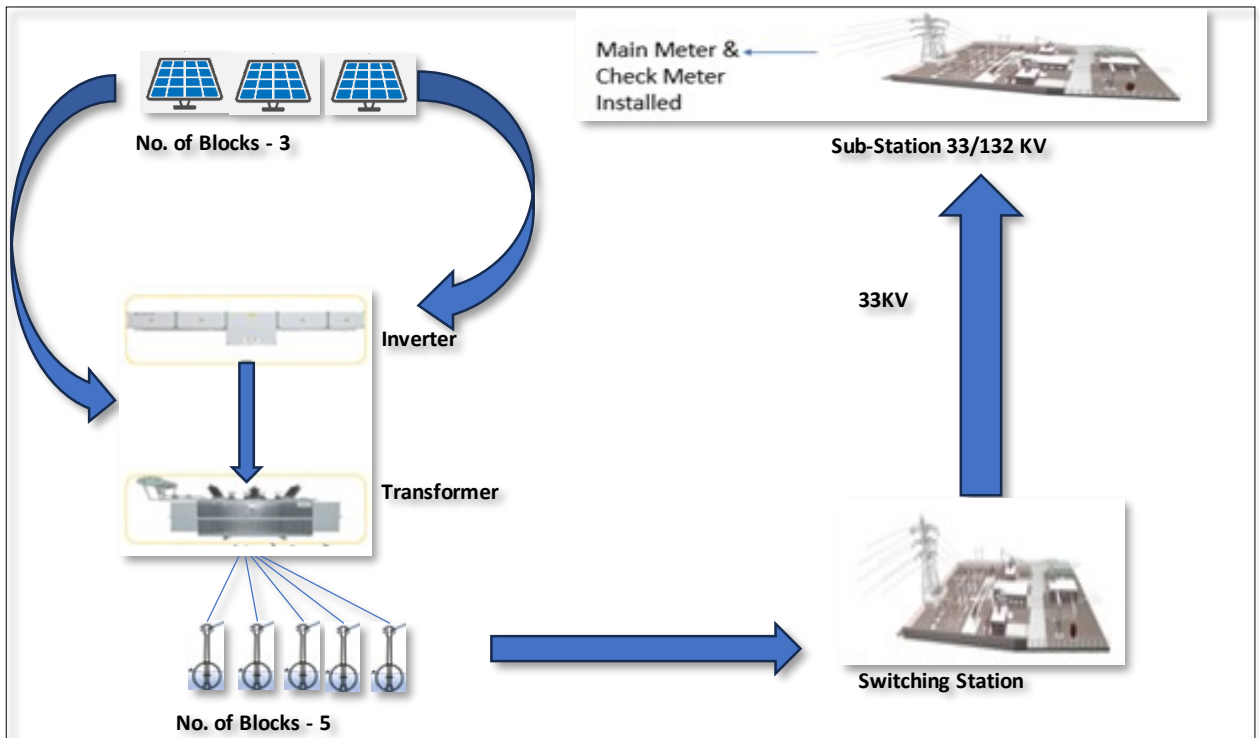 Main Meter &
Check Meter
Installed
No. of Blocks - 3
Sub-Station 33/132 KV
33KV
Inverter
Transformer
Switching Station
No. of Blocks - 5